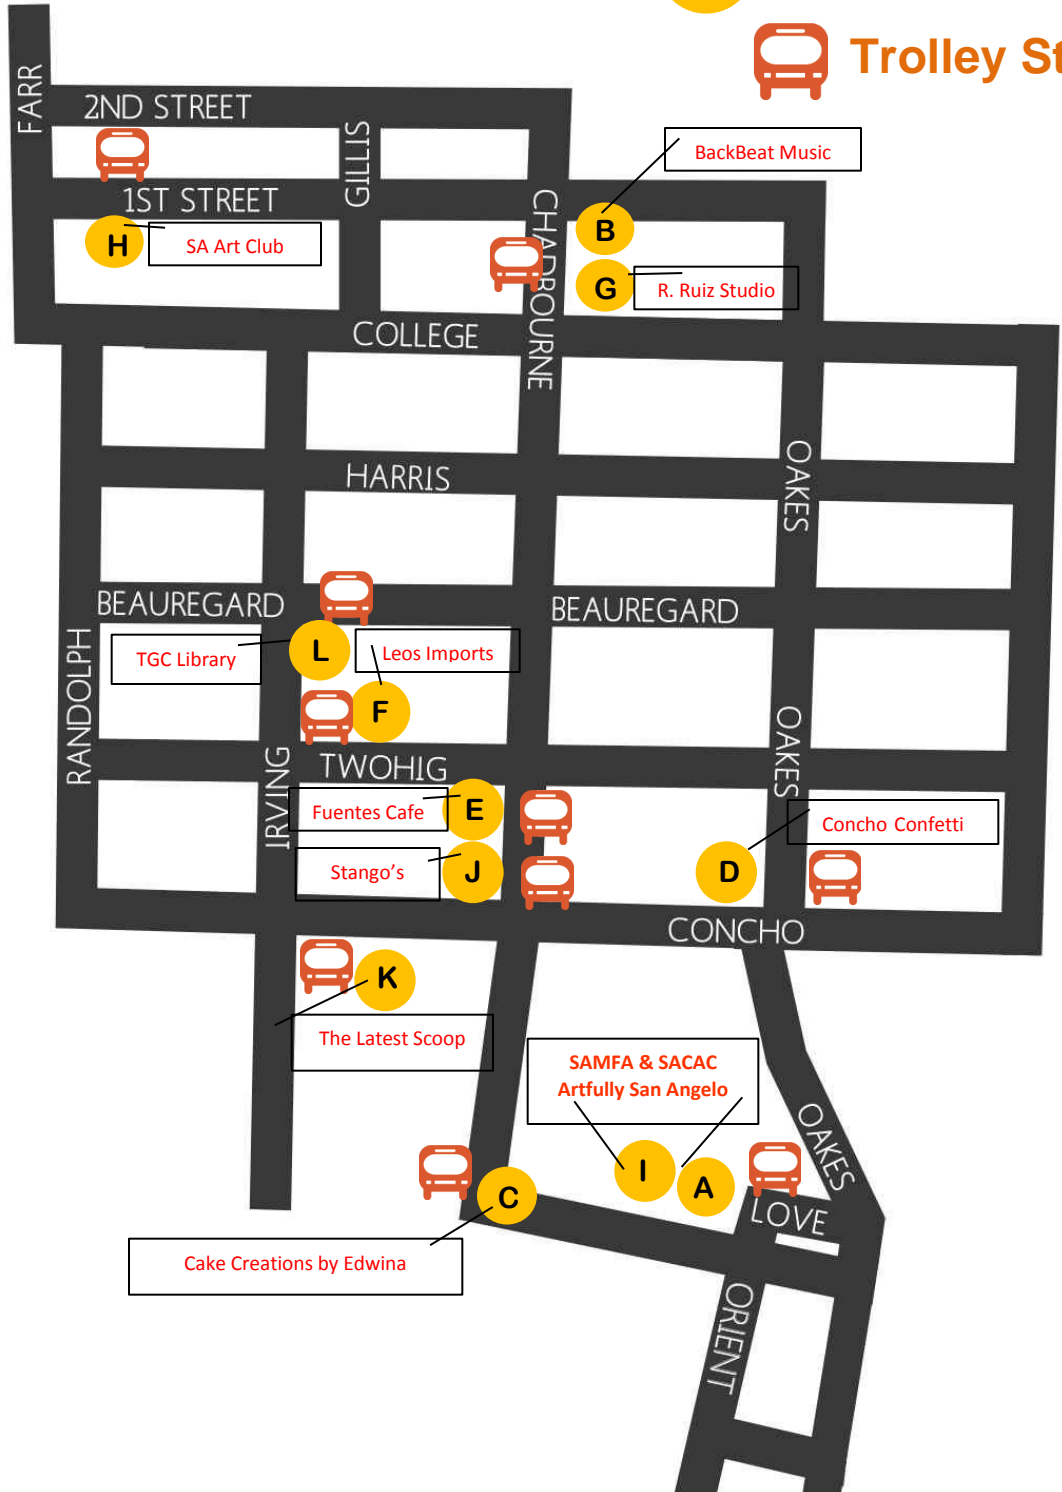 Trolley St
FARR
2ND STREET
GILLIS
BackBeat Music
1ST STREET
CHADBOURNE
B
H
SA Art Club
G
R. Ruiz Studio
COLLEGE
HARRIS
OAKES
BEAUREGARD
BEAUREGARD
TGC Library
L
Leos Imports
RANDOLPH
F
OAKES
IRVING
TWOHIG
Fuentes Cafe
E
Concho Confetti
Stango's
J
D
CONCHO
K
The Latest Scoop
SAMFA & SACAC
Artfully San Angelo
OAKES
I
A
C
LOVE
Cake Creations by Edwina
ORIENT